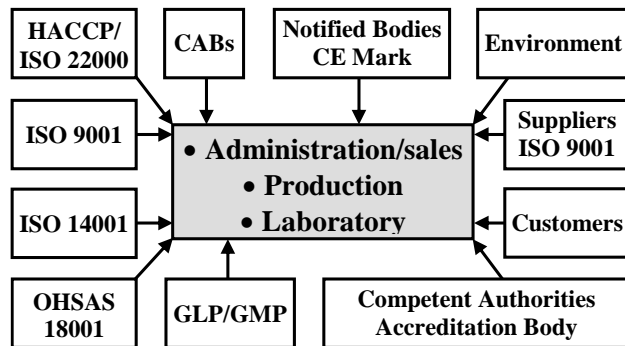 HACCP/
ISO 22000
CABs
Notified Bodies
CE Mark
Environment
ISO 9001
• Administration/sales
• Production
• Laboratory
Suppliers
ISO 9001
ISO 14001
Customers
OHSAS
18001
GLP/GMP
Competent Authorities
Accreditation Body